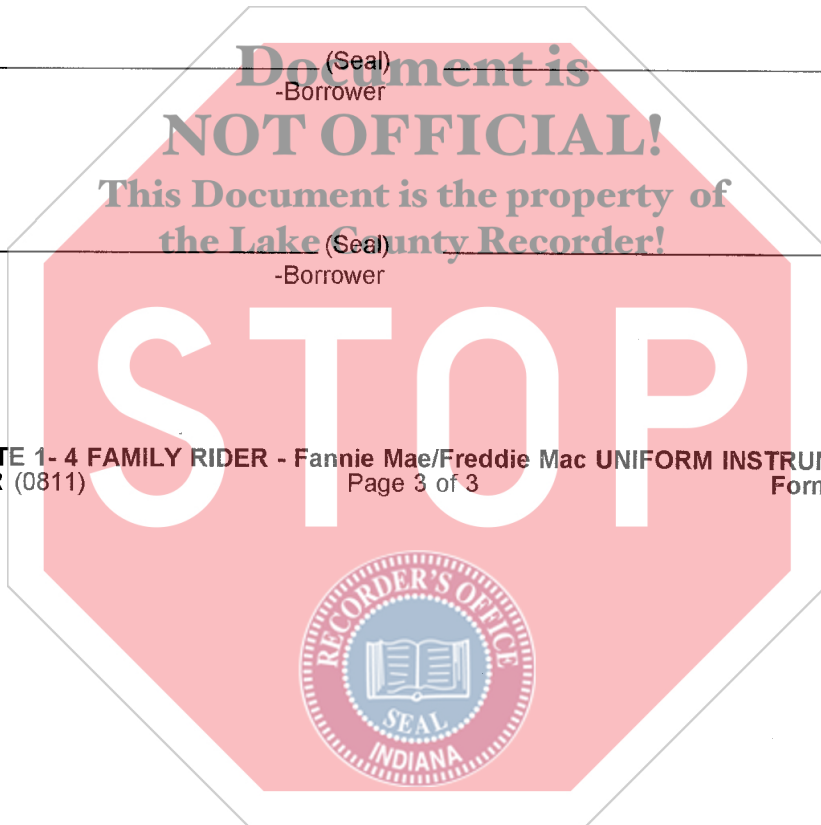 (Seal)
-Borrower
Document is
NOT OFFICIAL!
This Document is the property of
the Lake County Recorder!
(Seal)
-Borrower
STOP
TE 1- 4 FAMILY RIDER - Fannie Mae/Freddie Mac UNIFORM INSTRUM
R (0811) Page 3 of 3 Form
RECORDER'S OFFICE
SEAL
INDIANA